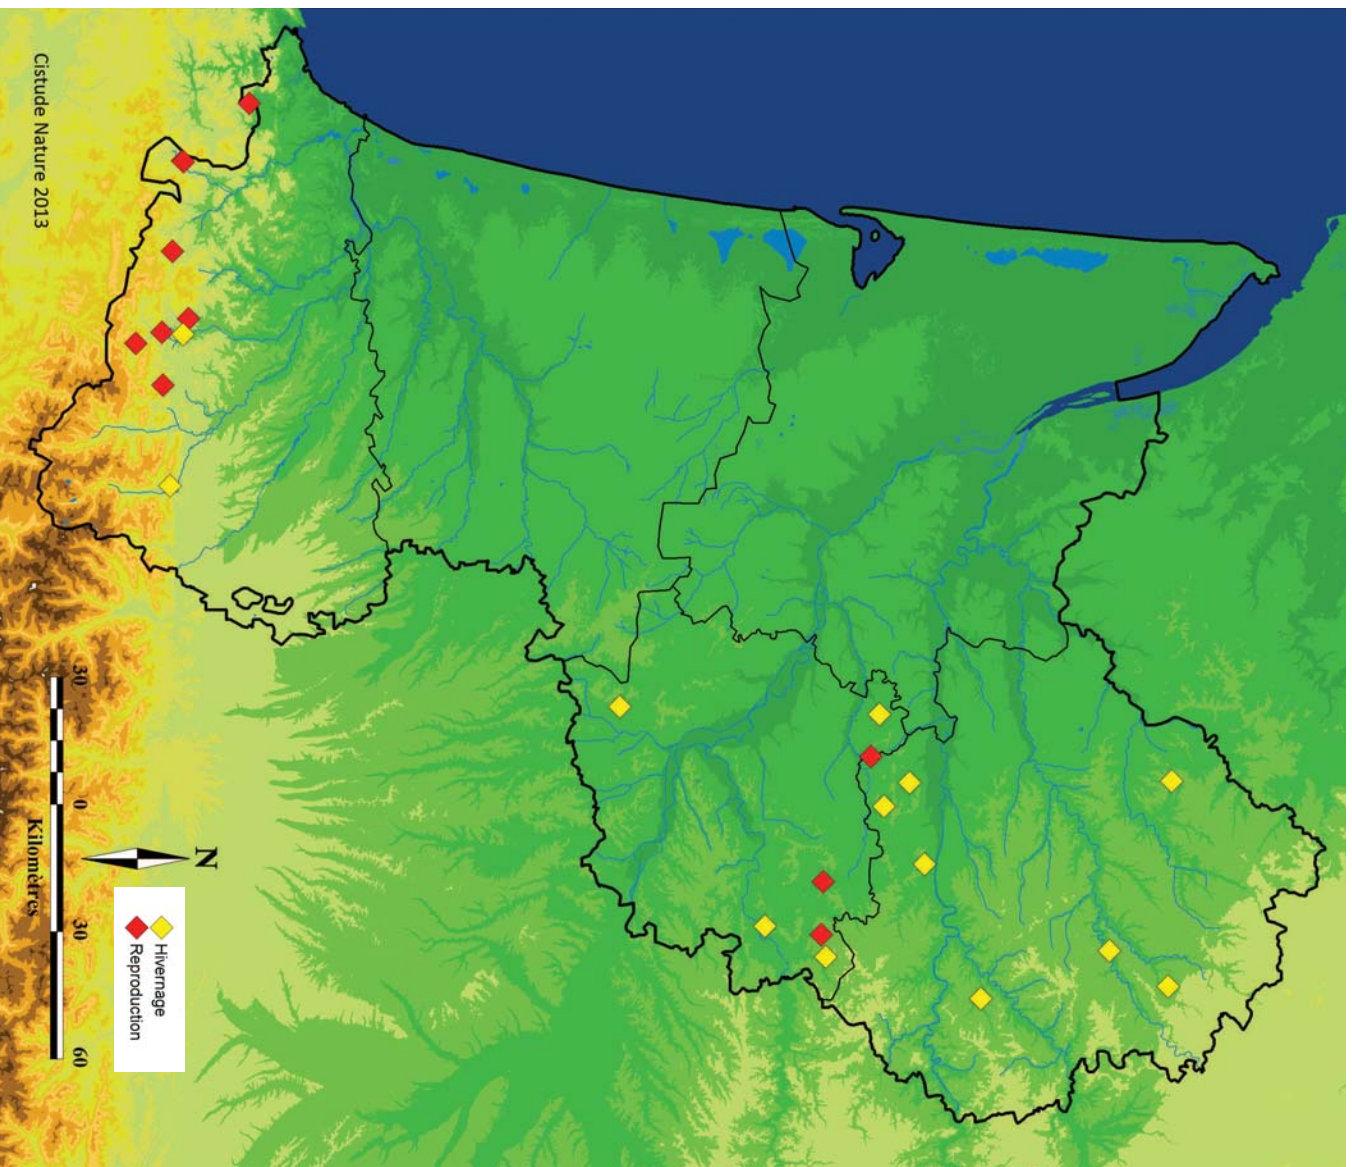 Cistude Nature 2013
30 0 30 60
Kilomètres
N
Hivernage
Reproduction